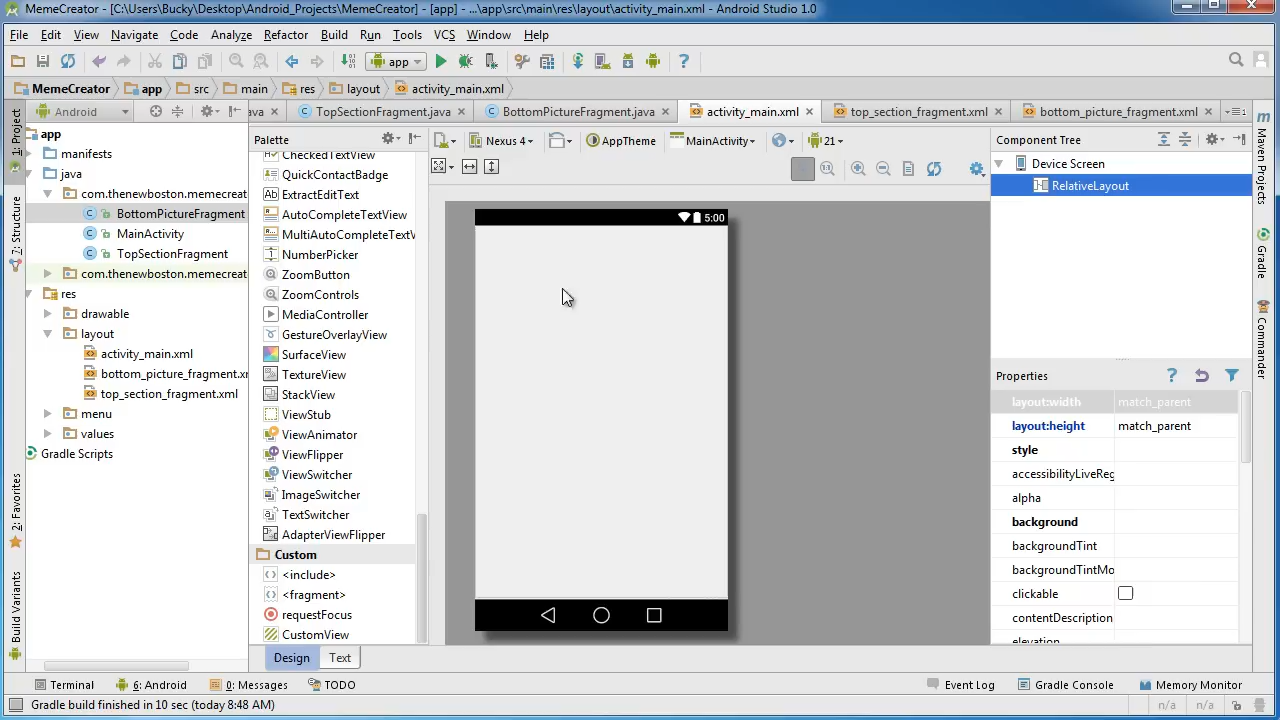 MemeCreator - [C:\Users\Bucky\Desktop\Android_Projects\MemeCreator] - [app] - ...\app\src\main\res\layout\activity_main.xml - Android Studio 1.0
File Edit View Navigate Code Analyze Refactor Build Run Tools VCS Window Help
app
MemeCreator app src main res layout activity_main.xml
Android
ava TopSectionFragment.java BottomPictureFragment.java activity_main.xml top_section_fragment.xml bottom_picture_fragment.xml
1: Project
7: Structure
2: Favorites
Build Variants
app
manifests
java
com.thenewboston.memecreat
BottomPictureFragment
MainActivity
TopSectionFragment
com.thenewboston.memecreat
res
drawable
layout
activity_main.xml
bottom_picture_fragment.xr
top_section_fragment.xml
menu
values
Gradle Scripts
Palette
CheckedTextView
QuickContactBadge
ExtractEditText
AutoCompleteTextView
MultiAutoCompleteTextV
NumberPicker
ZoomButton
ZoomControls
MediaController
GestureOverlayView
SurfaceView
TextureView
StackView
ViewStub
ViewAnimator
ViewFlipper
ViewSwitcher
ImageSwitcher
TextSwitcher
AdapterViewFlipper
Custom
<include>
<fragment>
requestFocus
CustomView
Design Text
Nexus 4 AppTheme MainActivity 21
5:00
Component Tree
Device Screen
RelativeLayout
Properties
layout:width match_parent
layout:height match_parent
style
accessibilityLiveReg
alpha
background
backgroundTint
backgroundTintMo
clickable
contentDescription
elevation
Maven Projects
Gradle
Commander
Terminal 6: Android 0: Messages TODO Event Log Gradle Console Memory Monitor
Gradle build finished in 10 sec (today 8:48 AM) n/a n/a